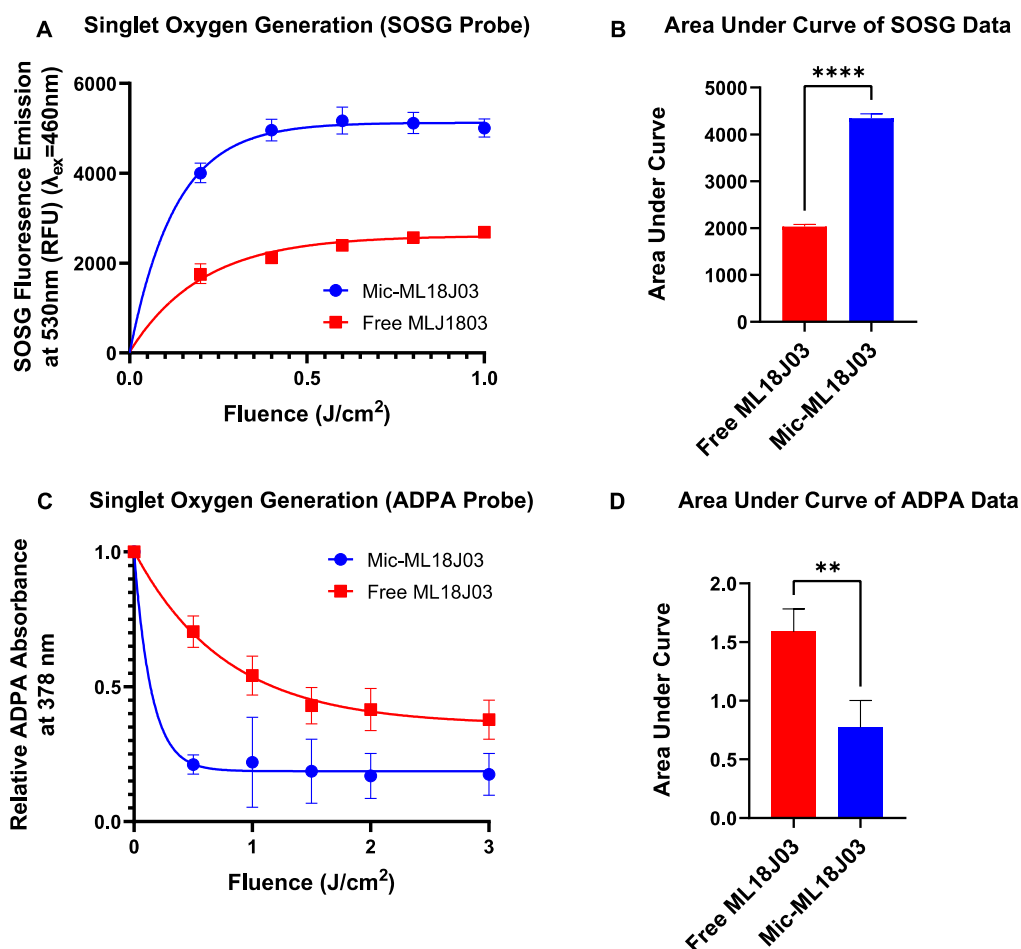 A Singlet Oxygen Generation (SOSG Probe)
SOSG Fluoresence Emission
at 530nm (RFU) (λex=460nm)
6000
4000
2000
0
Mic-ML18J03
Free MLJ1803
0.0 0.5 1.0
Fluence (J/cm²)
B Area Under Curve of SOSG Data
****
Area Under Curve
5000
4000
3000
2000
1000
0
Free ML18J03
Mic-ML18J03
C Singlet Oxygen Generation (ADPA Probe)
Relative ADPA Absorbance
at 378 nm
1.0
0.5
0.0
Mic-ML18J03
Free ML18J03
0 1 2 3
Fluence (J/cm²)
D Area Under Curve of ADPA Data
**
Area Under Curve
2.0
1.5
1.0
0.5
0.0
Free ML18J03
Mic-ML18J03